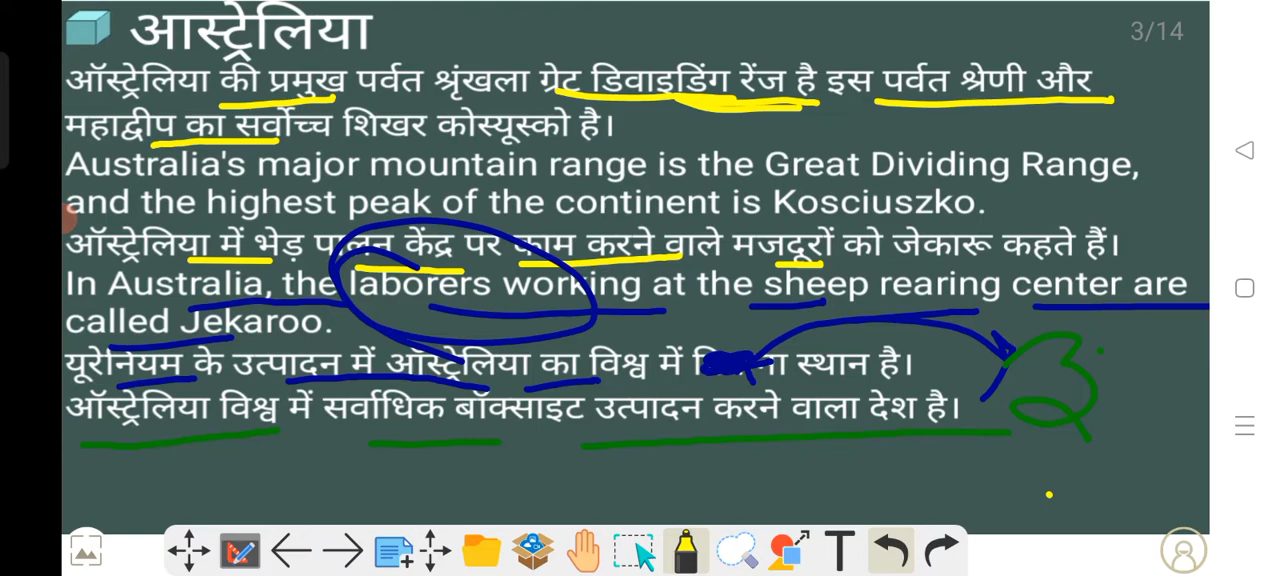 आस्ट्रेलिया
3/14
ऑस्ट्रेलिया की प्रमुख पर्वत श्रृंखला ग्रेट डिवाइडिंग रेंज है इस पर्वत श्रेणी और
महाद्वीप का सर्वोच्च शिखर कोस्यूस्को है।
Australia's major mountain range is the Great Dividing Range,
and the highest peak of the continent is Kosciuszko.
ऑस्ट्रेलिया में भेड़ पालन केंद्र पर काम करने वाले मजदूरों को जेकारू कहते हैं।
In Australia, the laborers working at the sheep rearing center are
called Jekaroo.
यूरेनियम के उत्पादन में ऑस्ट्रेलिया का विश्व में स्थान है।
ऑस्ट्रेलिया विश्व में सर्वाधिक बॉक्साइट उत्पादन करने वाला देश है।
T